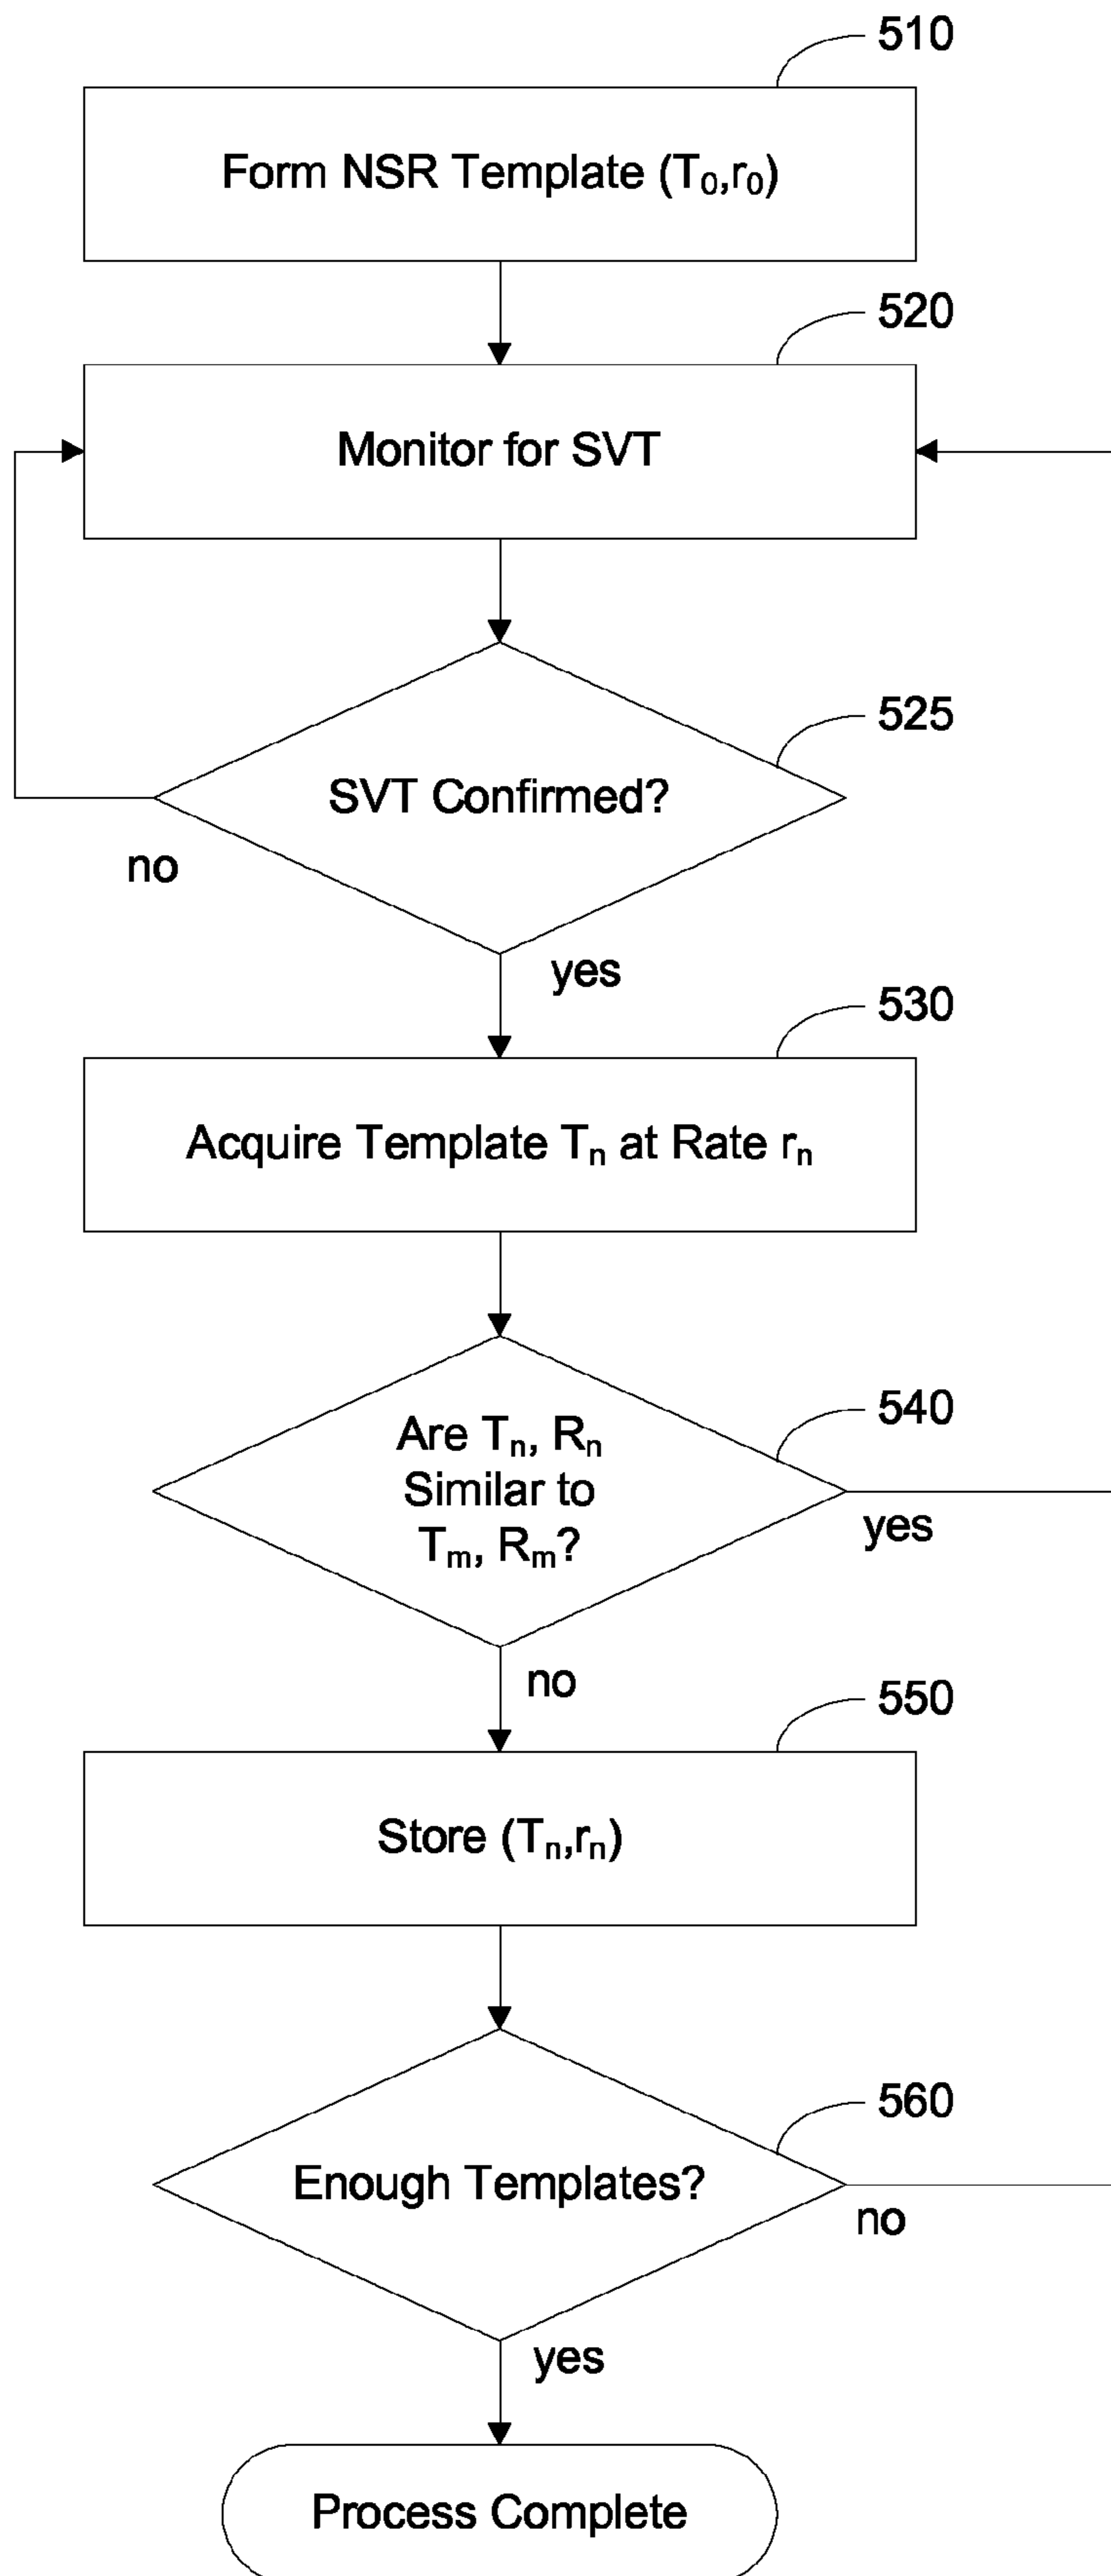 510
Form NSR Template (T₀,r₀)
520
Monitor for SVT
525
SVT Confirmed?
no
yes
530
Acquire Template Tₙ at Rate rₙ
540
Are Tₙ, Rₙ
Similar to
Tₘ, Rₘ?
yes
no
550
Store (Tₙ,rₙ)
560
Enough Templates?
no
yes
Process Complete